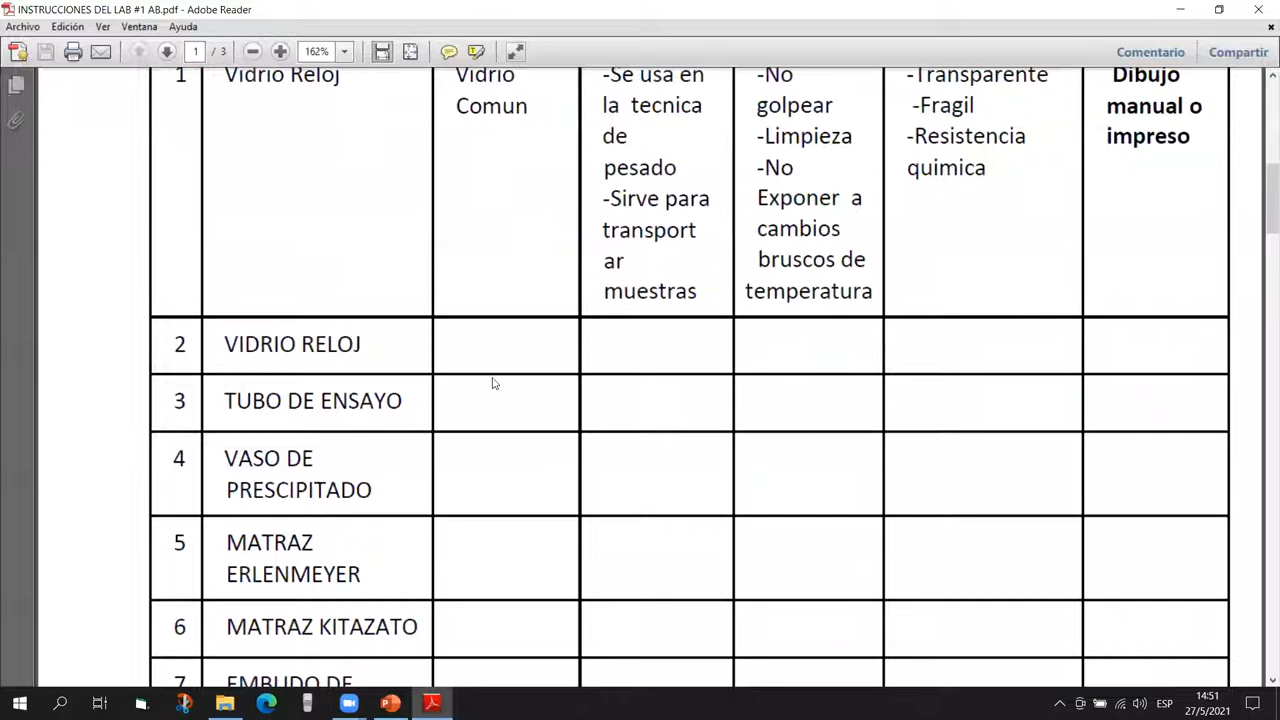 INSTRUCCIONES DEL LAB #1 AB.pdf - Adobe Reader
Archivo Edición Ver Ventana Ayuda
1 / 3 162% Comentario Compartir
1 Vidrio Reloj Vidrio -Se usa en -No -Transparente Dibujo
Comun la tecnica golpear -Fragil manual o
de -Limpieza -Resistencia impreso
pesado -No quimica
-Sirve para Exponer a
transport cambios
ar bruscos de
muestras temperatura
2 VIDRIO RELOJ
3 TUBO DE ENSAYO
4 VASO DE
PRESCIPITADO
5 MATRAZ
ERLENMEYER
6 MATRAZ KITAZATO
7 EMBUDO DE
14:51
ESP
27/5/2021